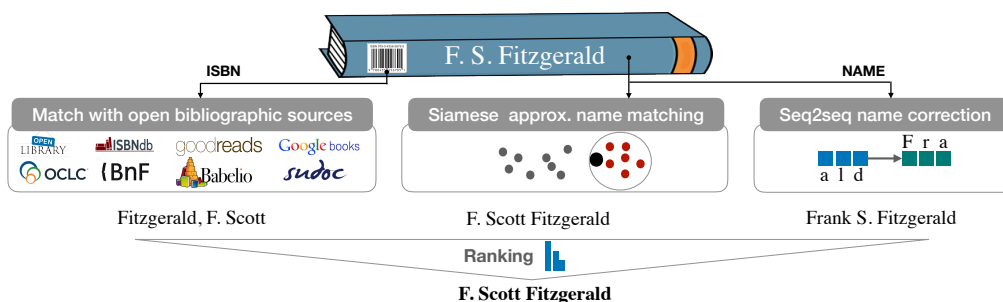 F. S. Fitzgerald
ISBN
NAME
Match with open bibliographic sources
Siamese approx. name matching
Seq2seq name correction
OPEN LIBRARY
ISBNdb
goodreads
Google books
OCLC
{BnF
Babelio
sudoc
F r a
a l d
Fitzgerald, F. Scott
F. Scott Fitzgerald
Frank S. Fitzgerald
Ranking
F. Scott Fitzgerald